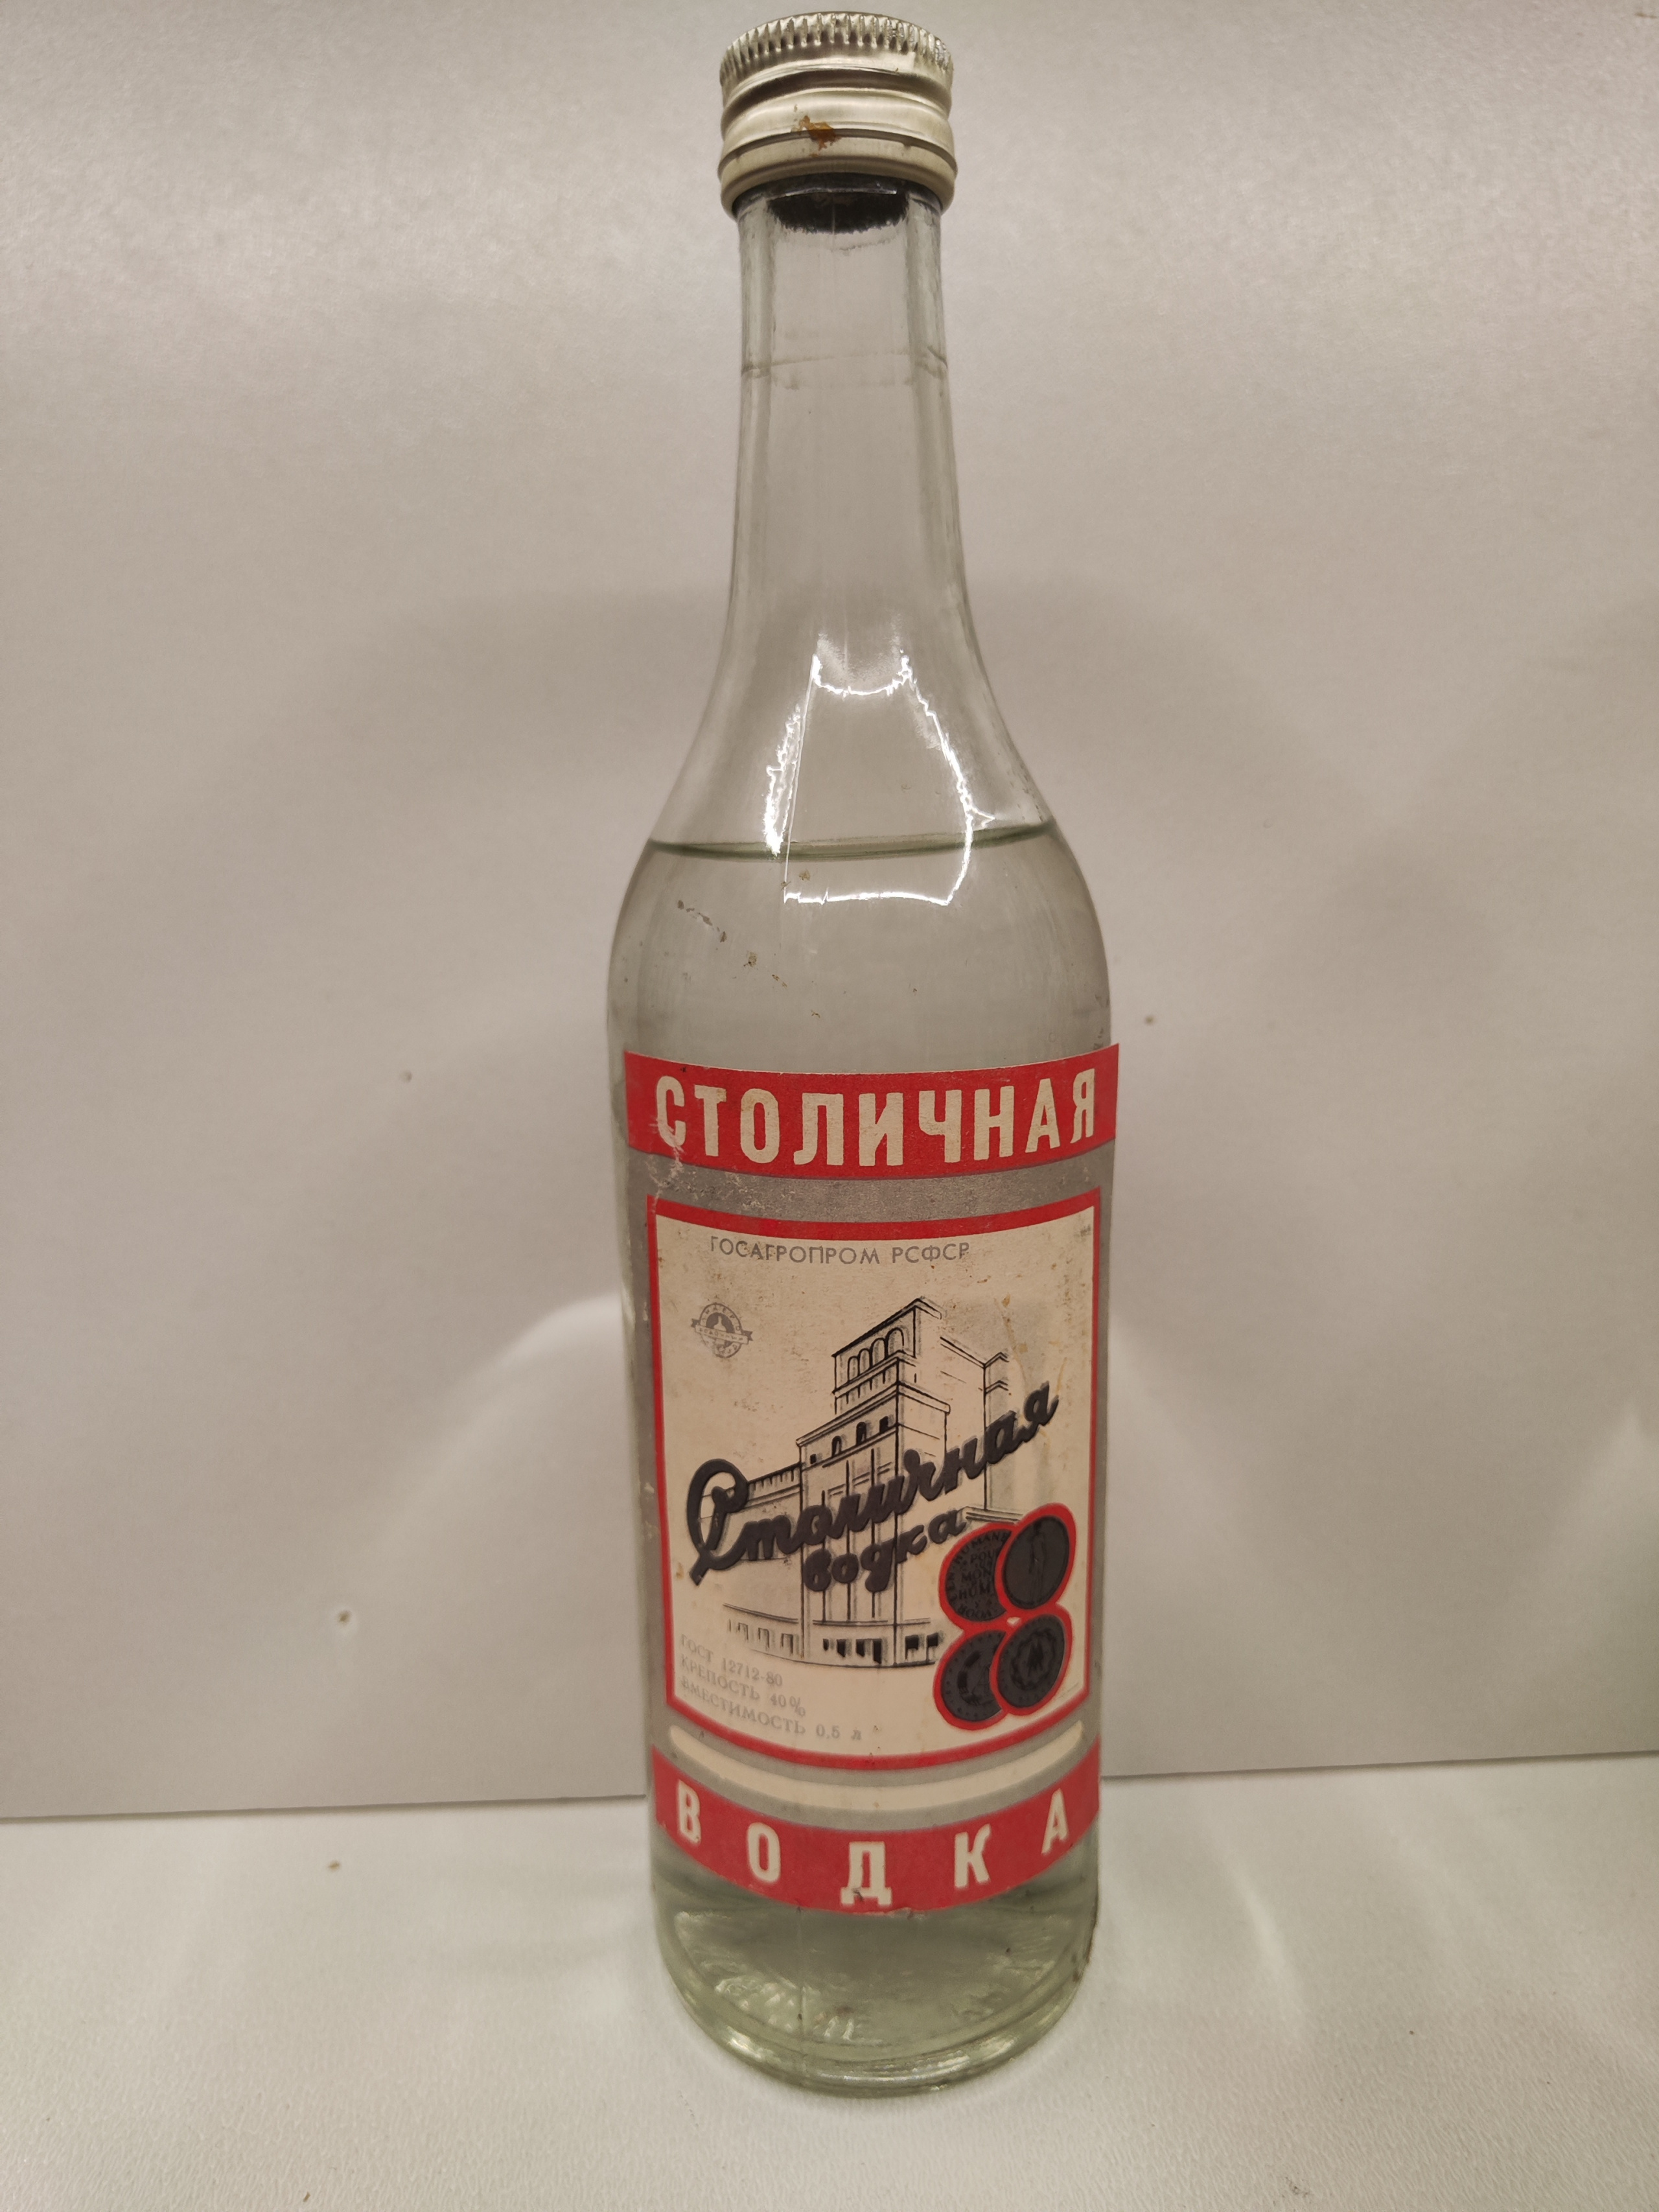 СТОЛИЧНАЯ
ГОСАГРОПРОМ РСФСР
Столичная
водка
ГОСТ 12712-80
КРЕПОСТЬ 40%
ВМЕСТИМОСТЬ 0,5 л
ВОДКА